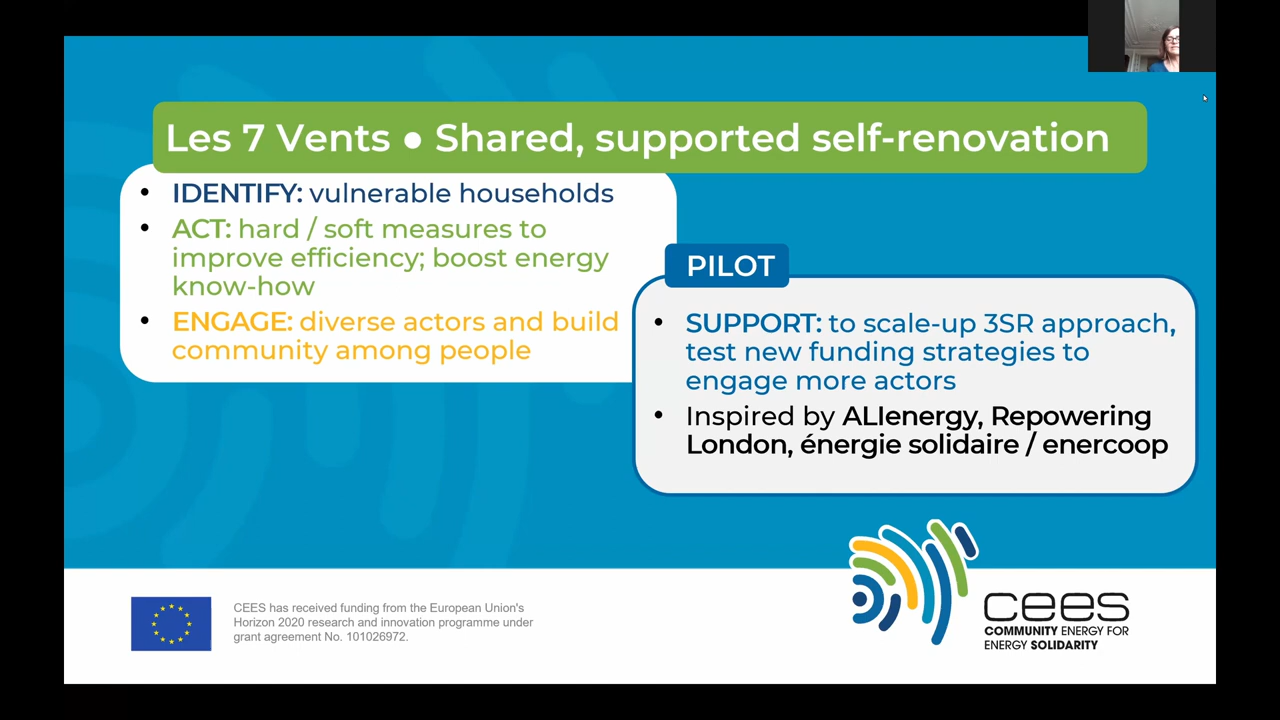 Les 7 Vents ● Shared, supported self-renovation
• IDENTIFY: vulnerable households
• ACT: hard / soft measures to
improve efficiency; boost energy
know-how
• ENGAGE: diverse actors and build
community among people
PILOT
• SUPPORT: to scale-up 3SR approach,
test new funding strategies to
engage more actors
• Inspired by ALIenergy, Repowering
London, énergie solidaire / enercoop
CEES has received funding from the European Union's
Horizon 2020 research and innovation programme under
grant agreement No. 101026972.
cees
COMMUNITY ENERGY FOR
ENERGY SOLIDARITY